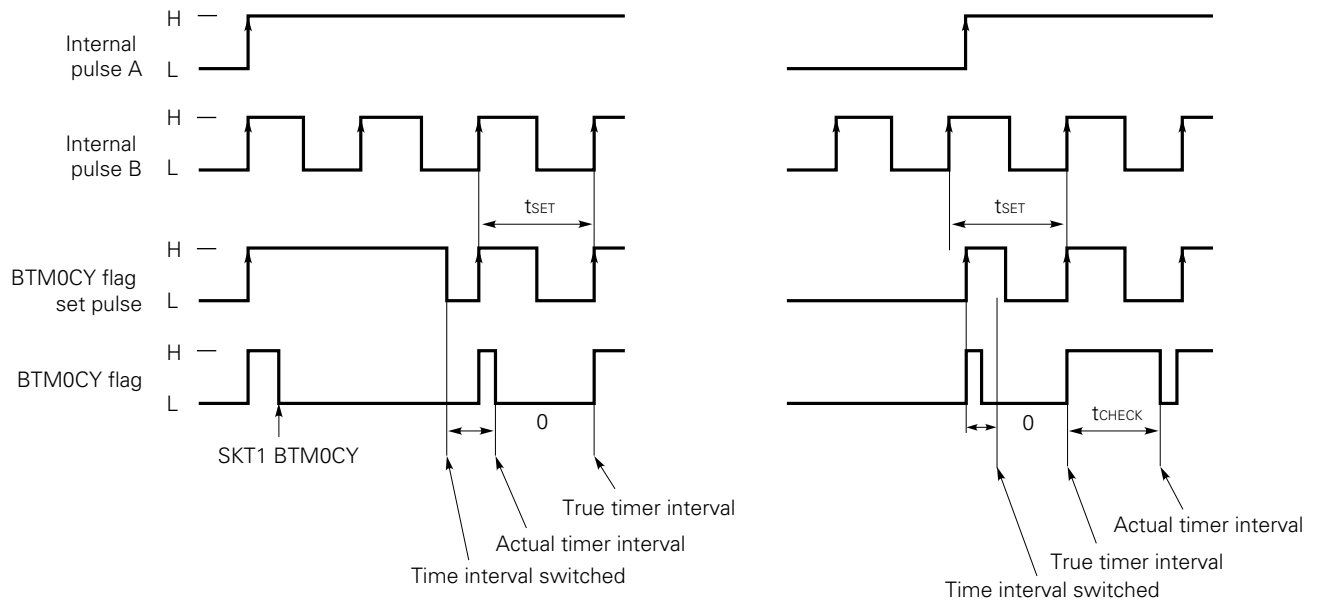 H
Internal
pulse A
L
H
Internal
pulse B
L
tSET
tSET
H
BTM0CY flag
set pulse
L
H
BTM0CY flag
L
0
0
tCHECK
SKT1 BTM0CY
True timer interval
Actual timer interval
Time interval switched
Actual timer interval
True timer interval
Time interval switched